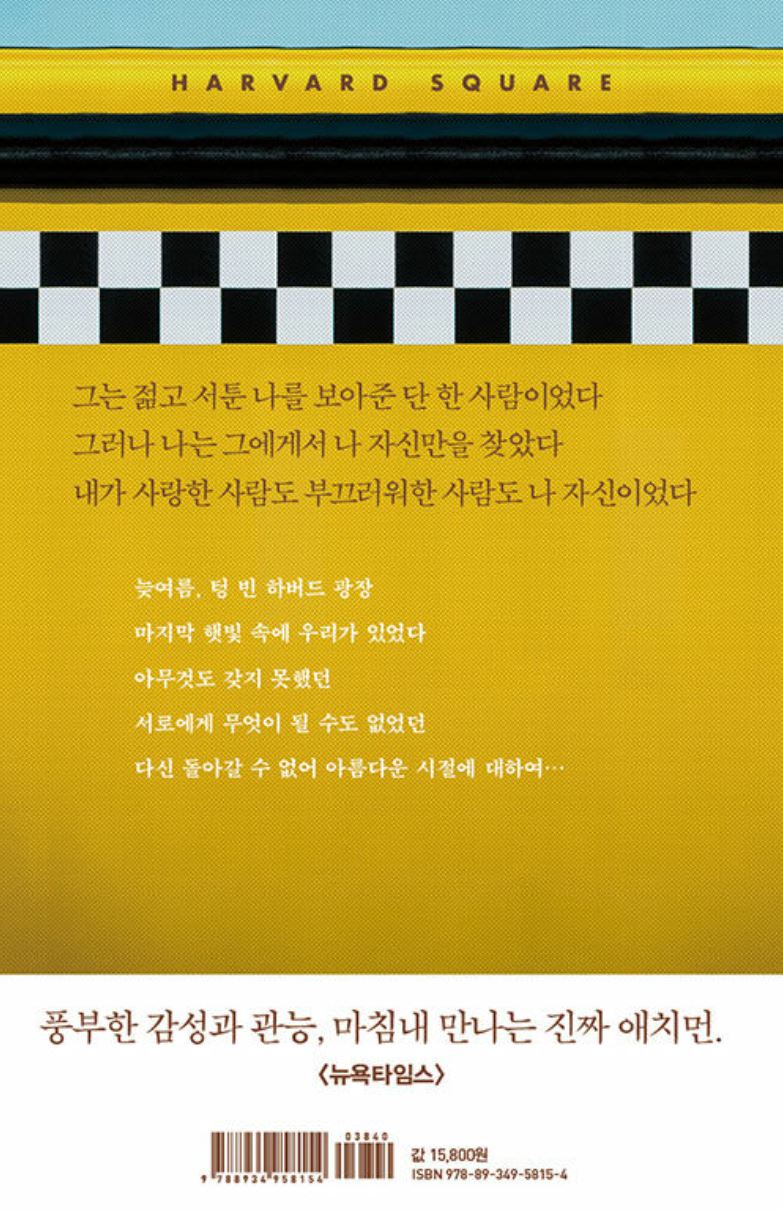 HARVARD SQUARE
그는 젊고 서툰 나를 보아준 단 한 사람이었다
그러나 나는 그에게서 나 자신만을 찾았다
내가 사랑한 사람도 부끄러워한 사람도 나 자신이었다
늦여름, 텅 빈 하버드 광장
마지막 햇빛 속에 우리가 있었다
아무것도 갖지 못했던
서로에게 무엇이 될 수도 없었던
다신 돌아갈 수 없어 아름다운 시절에 대하여…
풍부한 감성과 관능, 마침내 만나는 진짜 애치먼.
〈뉴욕타임스〉
03840
9 788934 958154
값 15,800원
ISBN 978-89-349-5815-4